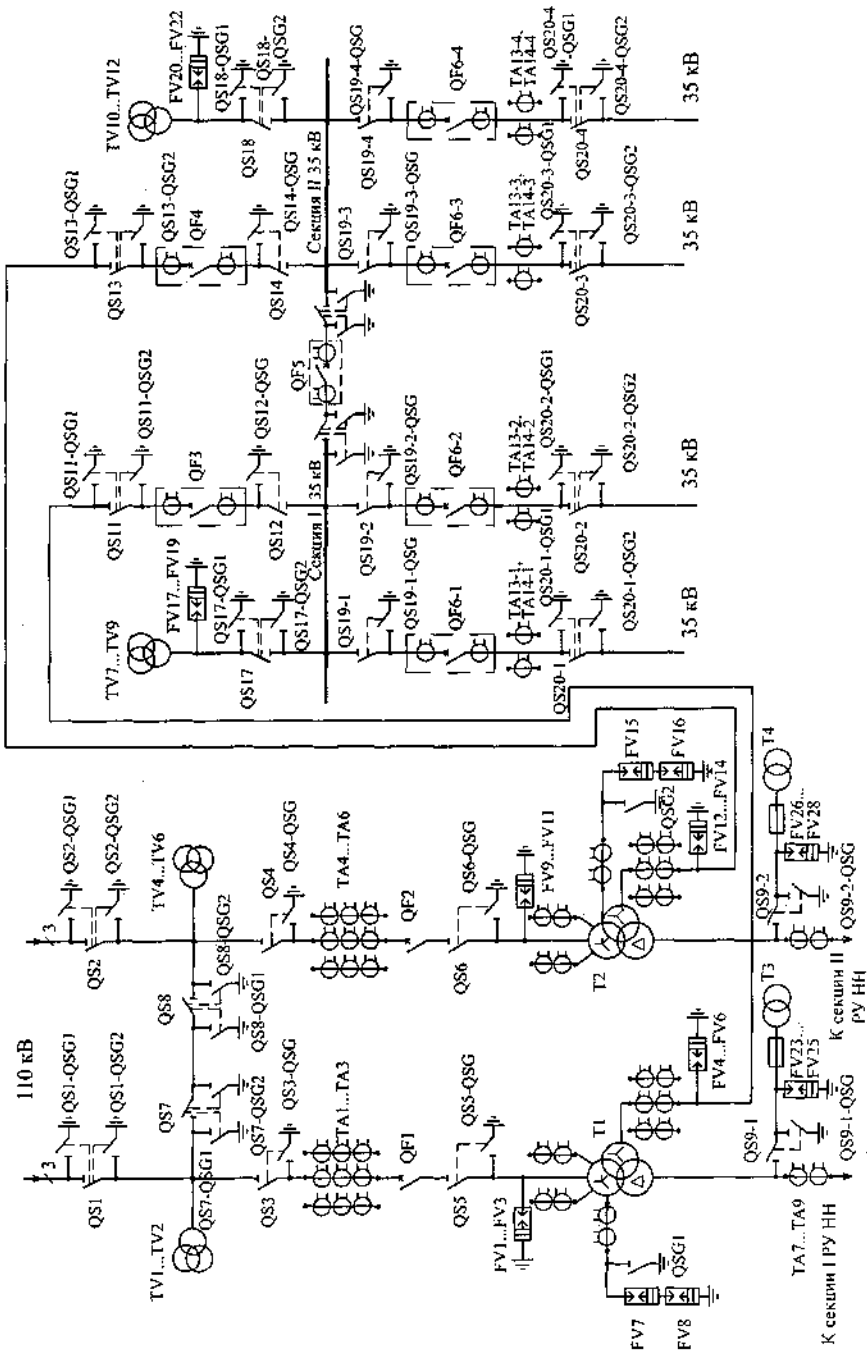 110 кВ
3
QS1-QSG1
QS1
QS1-QSG2
3
QS2-QSG1
QS2
QS2-QSG2
TV1...TV2
QS7-QSG1
QS7
QS7-QSG2
QS8
QS8-QSG1
QS8-QSG2
TV4...TV6
QS3
QS3-QSG
QS4
QS4-QSG
TA1...TA3
TA4...TA6
QF1
QF2
QS5
QS5-QSG
QS6
QS6-QSG
FV1...FV3
FV9...FV11
T1
T2
QSG1
FV7
FV8
FV4...FV6
QSG2
FV15
FV16
FV12...FV14
T3
T4
QS9-1
FV23...
FV25
QS9-1-QSG
TA7...TA9
К секции I РУ НН
QS9-2
FV26...
FV28
QS9-2-QSG
К секции II
РУ НН
TV7...TV9
FV17...FV19
QS17-QSG1
QS17
QS17-QSG2
QS11-QSG1
QS11
QS11-QSG2
QF3
QS12-QSG
QS12
Секция I 35 кВ
QF5
QS13-QSG1
QS13
QS13-QSG2
QF4
QS14-QSG
QS14
TV10...TV12
FV20...FV22
QS18-QSG1
QS18
QS18-
QSG2
Секция II 35 кВ
QS19-1
QS19-1-QSG
QF6-1
TA13-1,
TA14-1
QS20-1-QSG1
QS20-1
QS20-1-QSG2
35 кВ
QS19-2
QS19-2-QSG
QF6-2
TA13-2,
TA14-2
QS20-2-QSG1
QS20-2
QS20-2-QSG2
35 кВ
QS19-3
QS19-3-QSG
QF6-3
TA13-3,
TA14-3
QS20-3-QSG1
QS20-3
QS20-3-QSG2
35 кВ
QS19-4
QS19-4-QSG
QF6-4
TA13-4,
TA14-4
QS20-4
-QSG1
QS20-4
QS20-4-QSG2
35 кВ